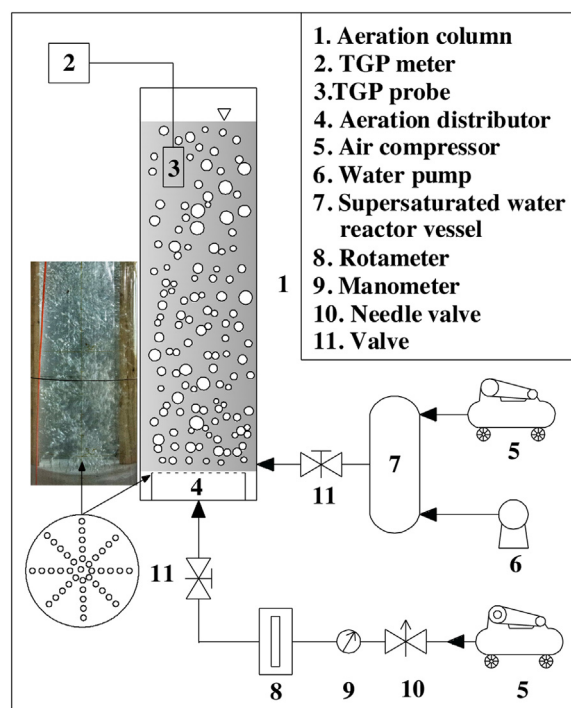 1. Aeration column
2. TGP meter
3.TGP probe
4. Aeration distributor
5. Air compressor
6. Water pump
7. Supersaturated water
reactor vessel
8. Rotameter
9. Manometer
10. Needle valve
11. Valve
2
3
1
7
5
11
4
6
11
8
9
10
5